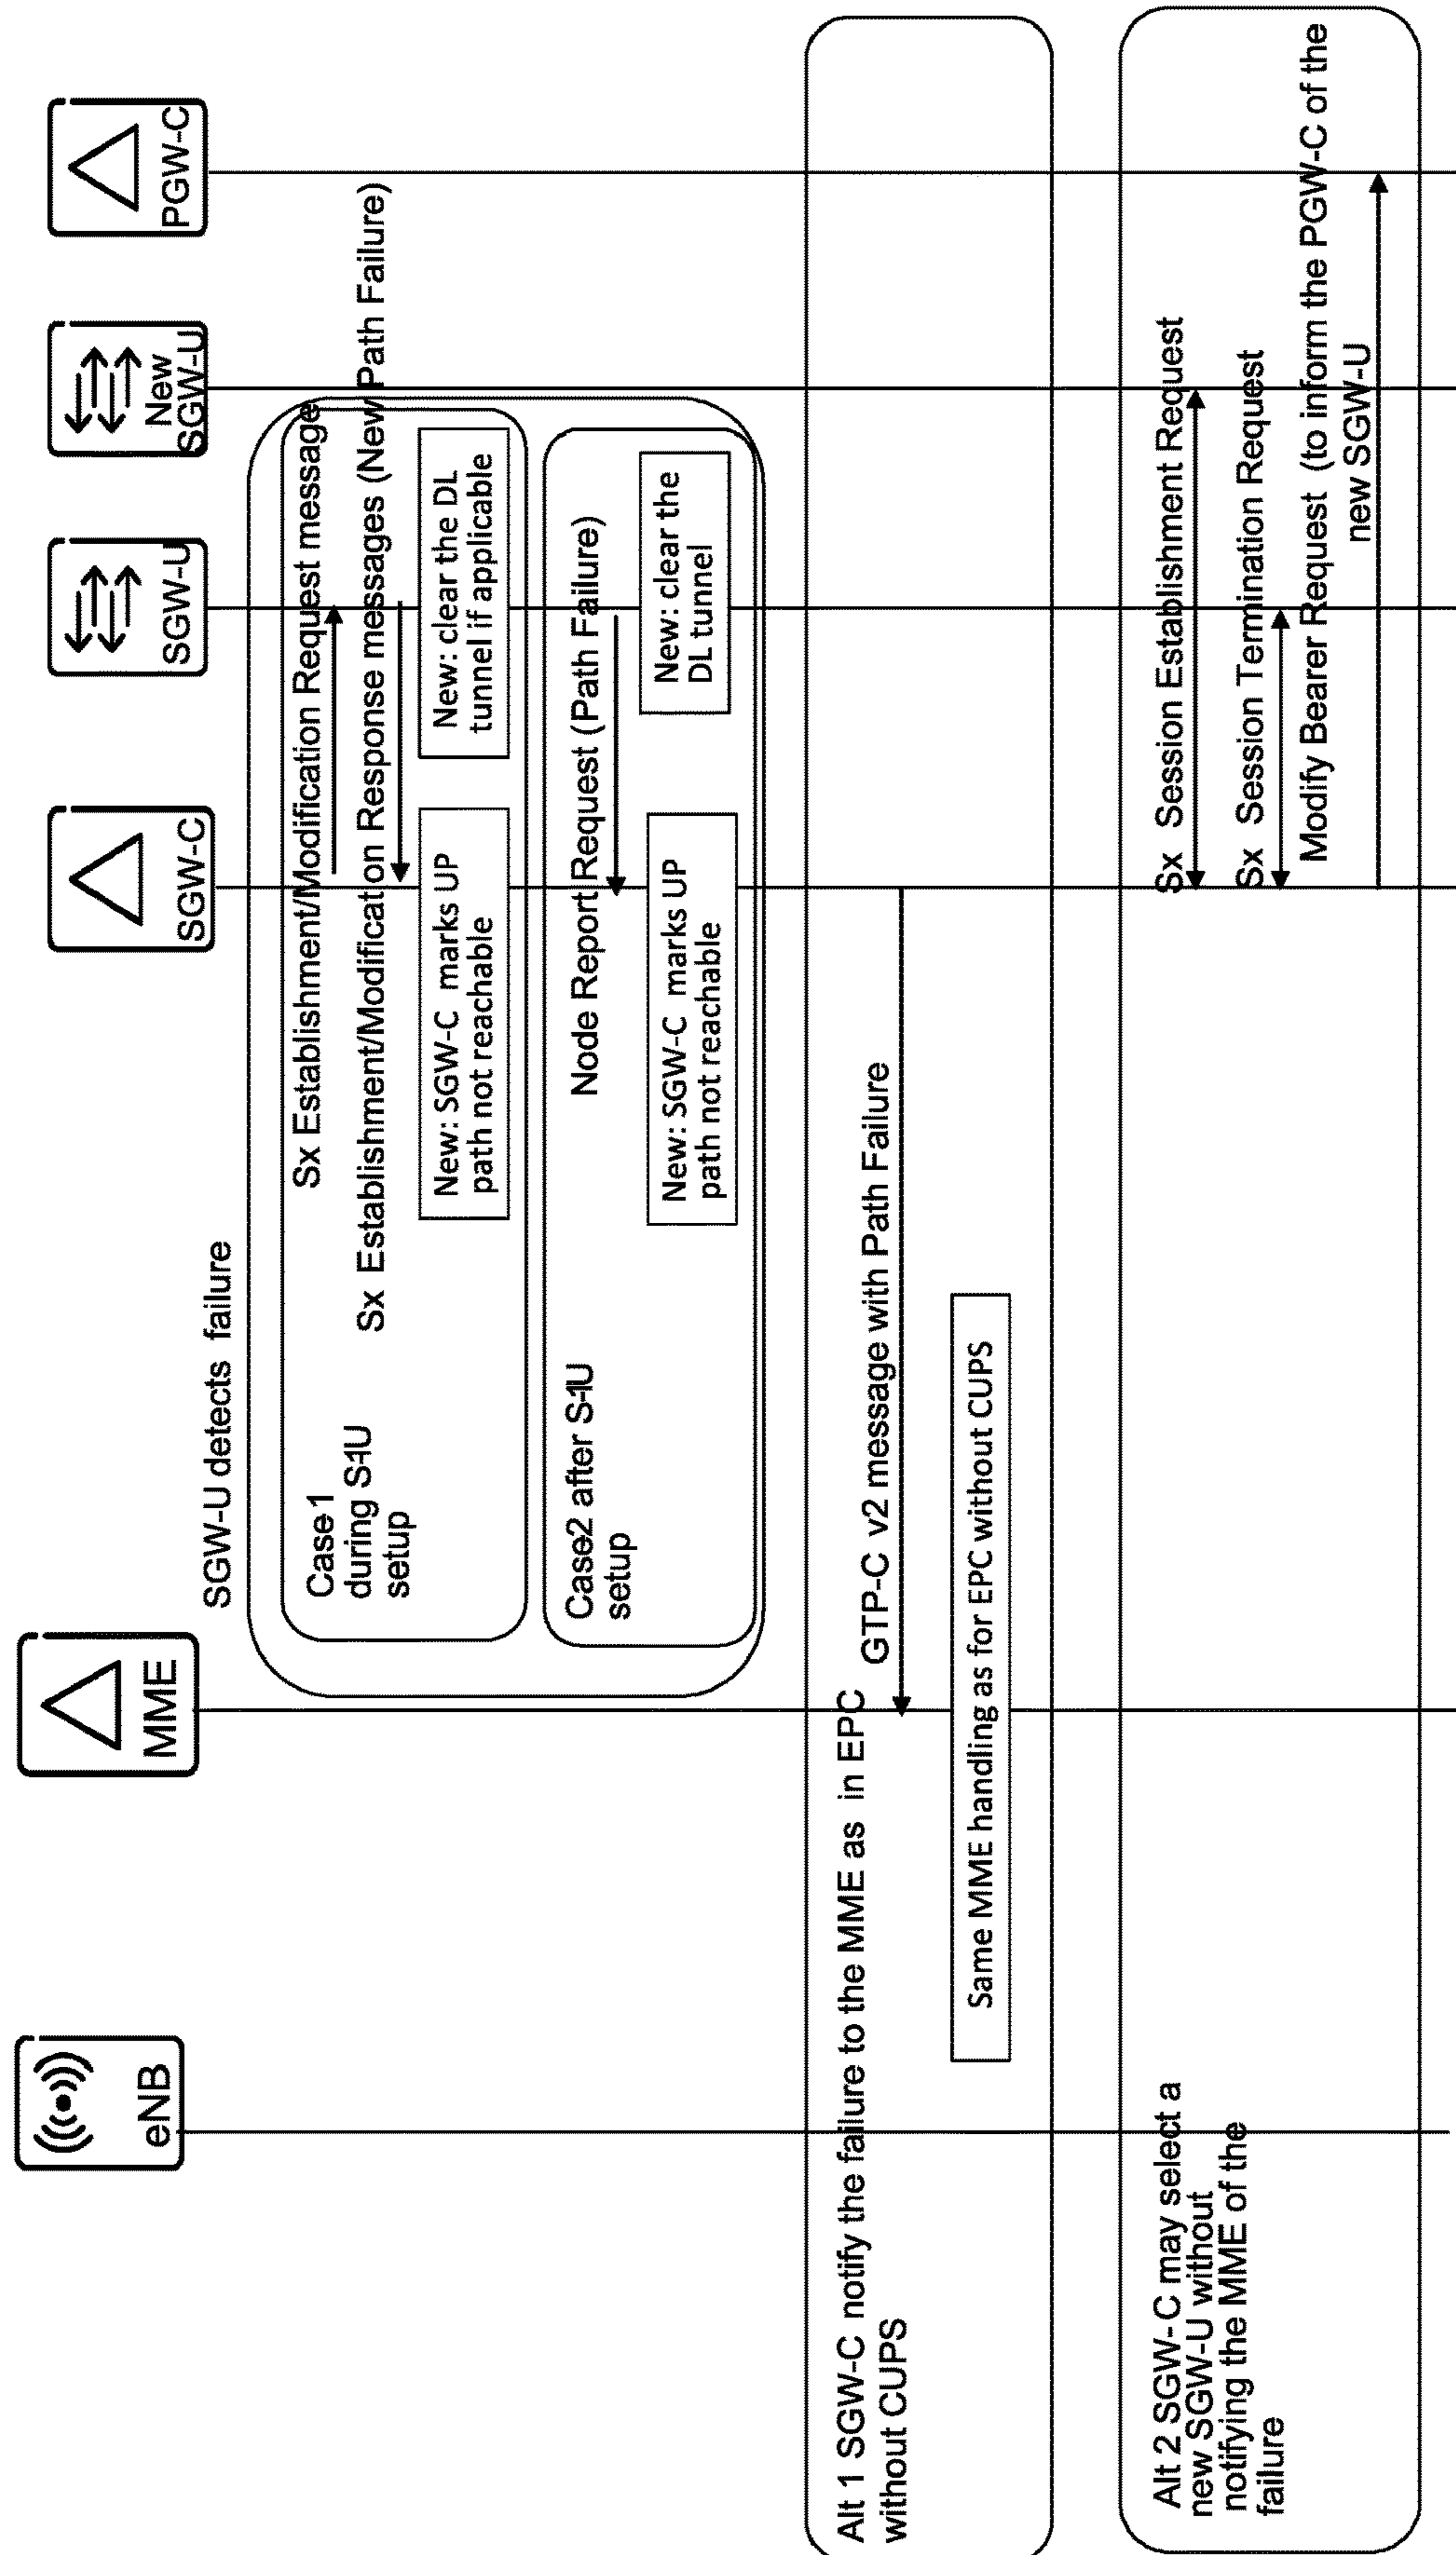 eNB
MME
SGW-C
SGW-U
New
SGW-U
PGW-C
SGW-U detects failure
Case1
during S-1U
setup
Sx Establishment/Modification Request message
Sx Establishment/Modification Response messages (New Path Failure)
New: SGW-C marks UP
path not reachable
New: clear the DL
tunnel if applicable
Case2 after S-1U
setup
Node Report Request (Path Failure)
New: SGW-C marks UP
path not reachable
New: clear the
DL tunnel
Alt 1 SGW-C notify the failure to the MME as in EPC
without CUPS
GTP-C v2 message with Path Failure
Same MME handling as for EPC without CUPS
Alt 2 SGW-C may select a
new SGW-U without
notifying the MME of the
failure
Sx Session Establishment Request
Sx Session Termination Request
Modify Bearer Request (to inform the PGW-C of the
new SGW-U